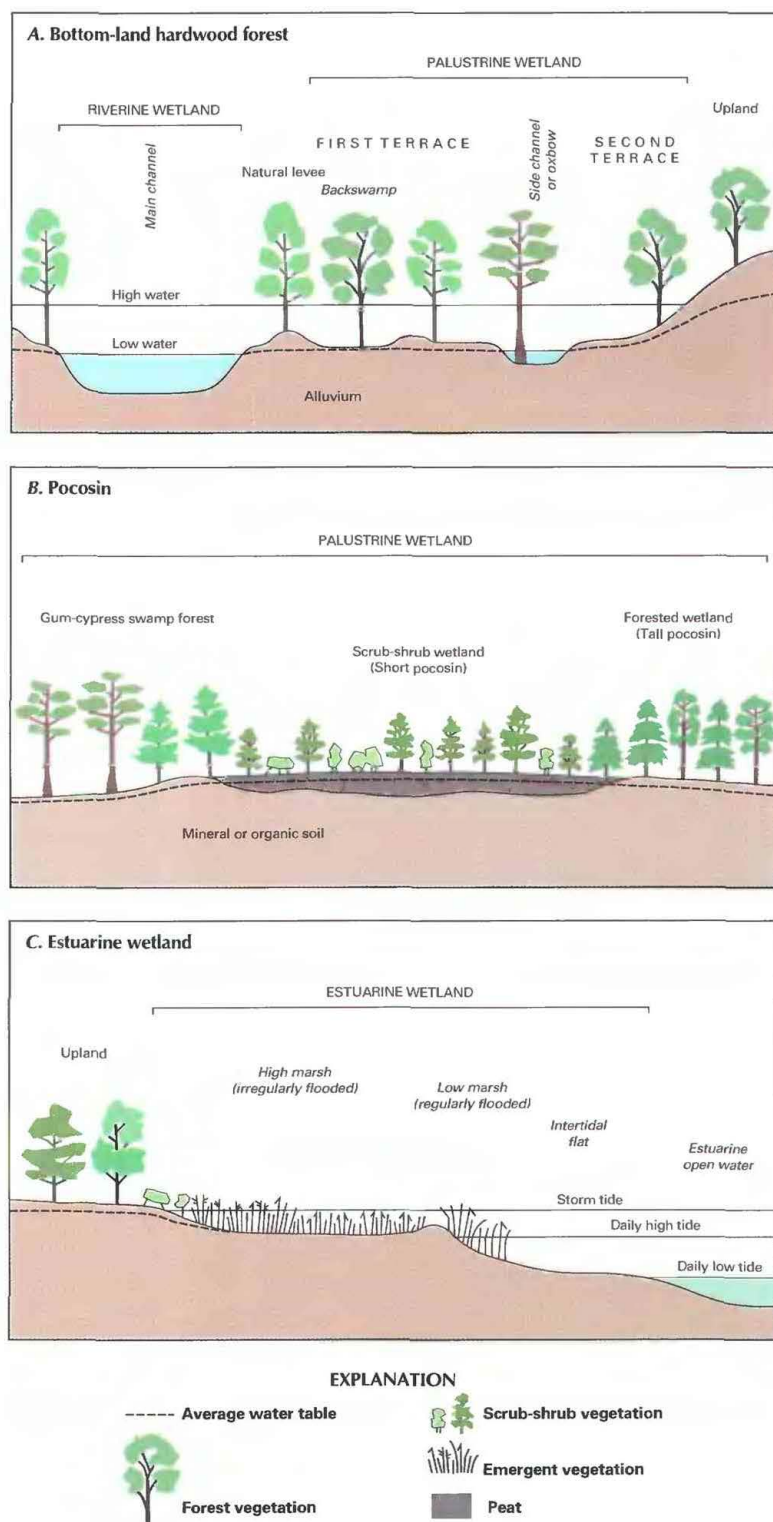 A. Bottom-land hardwood forest
PALUSTRINE WETLAND
RIVERINE WETLAND
Upland
Main channel
FIRST TERRACE
Side channel
or oxbow
SECOND
TERRACE
Natural levee
Backswamp
High water
Low water
Alluvium
B. Pocosin
PALUSTRINE WETLAND
Gum-cypress swamp forest
Forested wetland
(Tall pocosin)
Scrub-shrub wetland
(Short pocosin)
Mineral or organic soil
C. Estuarine wetland
ESTUARINE WETLAND
Upland
High marsh
(irregularly flooded)
Low marsh
(regularly flooded)
Intertidal
flat
Estuarine
open water
Storm tide
Daily high tide
Daily low tide
EXPLANATION
Average water table
Scrub-shrub vegetation
Emergent vegetation
Forest vegetation
Peat